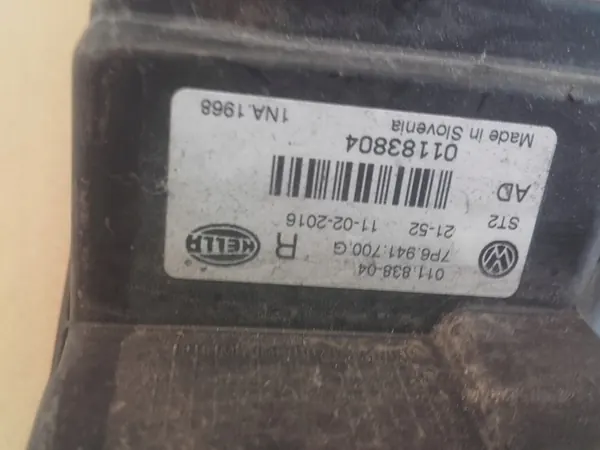 011.838-04
7P6.941.700.G
R
HELLA
21-52 11-02-2016
ST2
AD
01183804
Made in Slovenia
1NA.1968